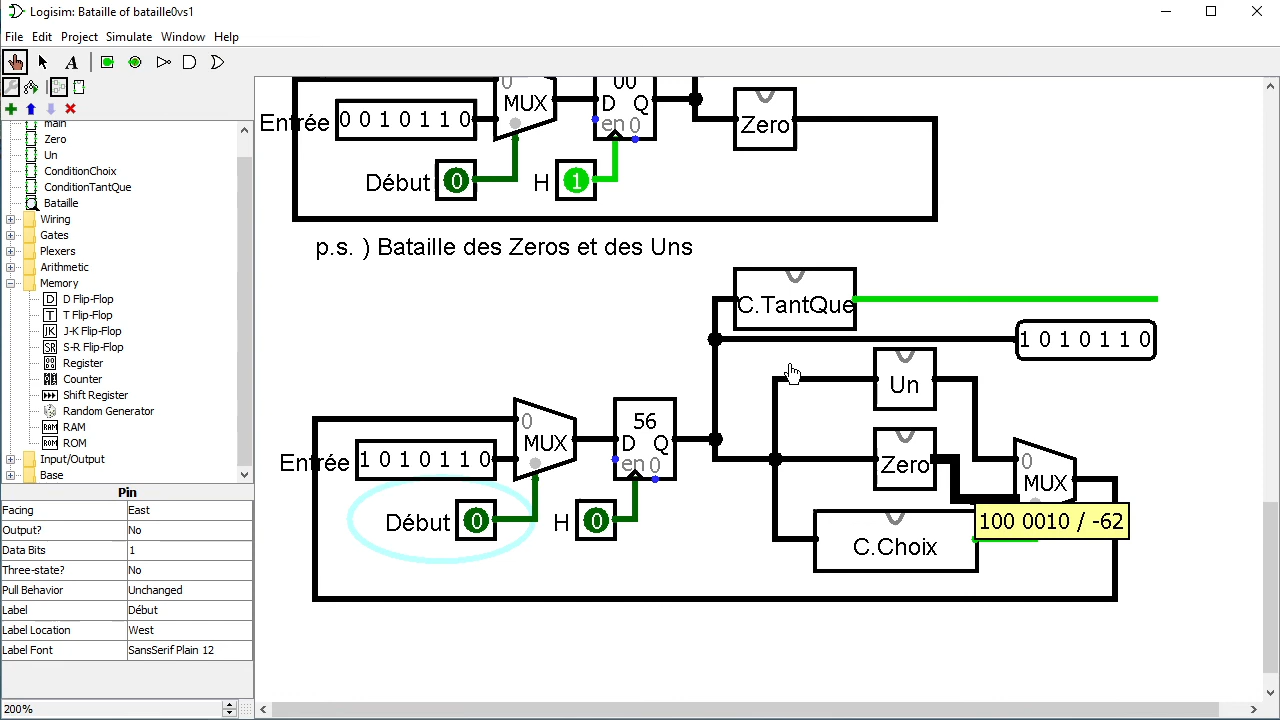 Logisim: Bataille of bataille0vs1
File Edit Project Simulate Window Help
A
main
Zero
Un
ConditionChoix
ConditionTantQue
Bataille
Wiring
Gates
Plexers
Arithmetic
Memory
D Flip-Flop
T Flip-Flop
J-K Flip-Flop
S-R Flip-Flop
Register
Counter
Shift Register
Random Generator
RAM
ROM
Input/Output
Base
Pin
Facing East
Output? No
Data Bits 1
Three-state? No
Pull Behavior Unchanged
Label Début
Label Location West
Label Font SansSerif Plain 12
200%
0 00
Entrée 0 0 1 0 1 1 0 MUX D Q
en 0
Zero
Début 0 H 1
p.s. ) Bataille des Zeros et des Uns
C.TantQue
1 0 1 0 1 1 0
Un
0 56
MUX D Q
en 0
Entrée 1 0 1 0 1 1 0
Zero 0
MUX
Début 0 H 0
100 0010 / -62
C.Choix